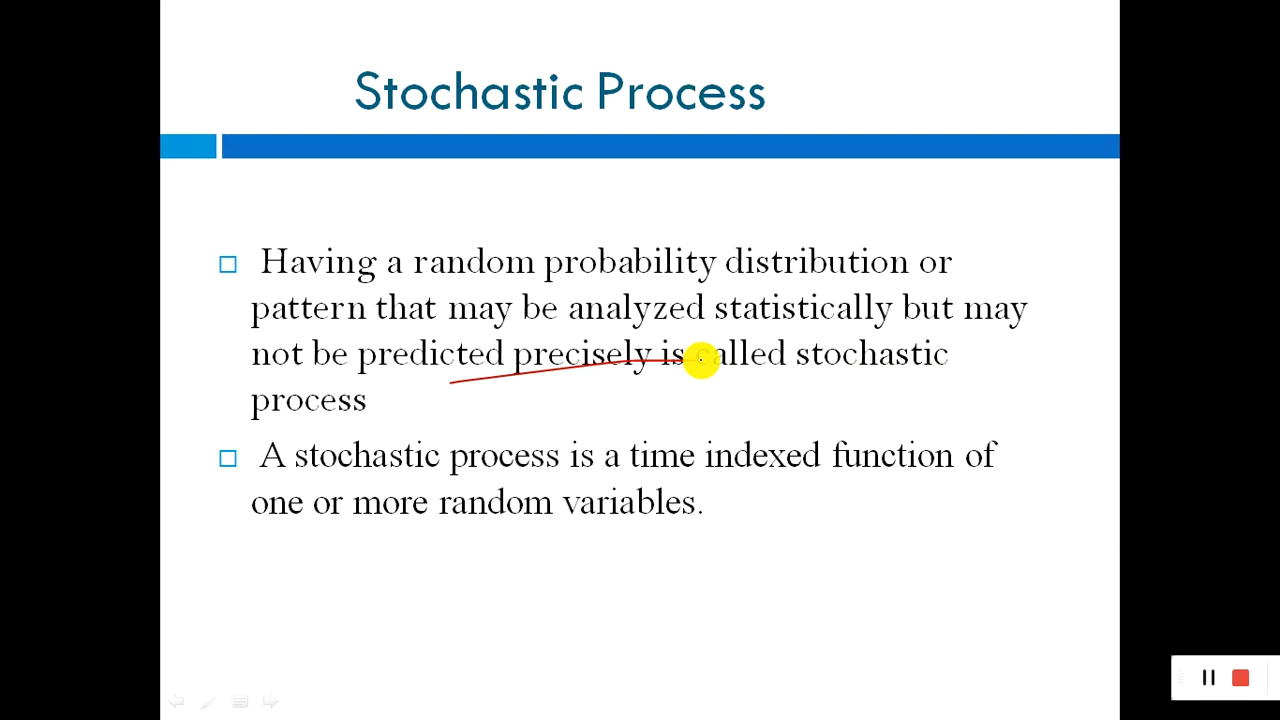 Stochastic Process
Having a random probability distribution or
pattern that may be analyzed statistically but may
not be predicted precisely is called stochastic
process
A stochastic process is a time indexed function of
one or more random variables.